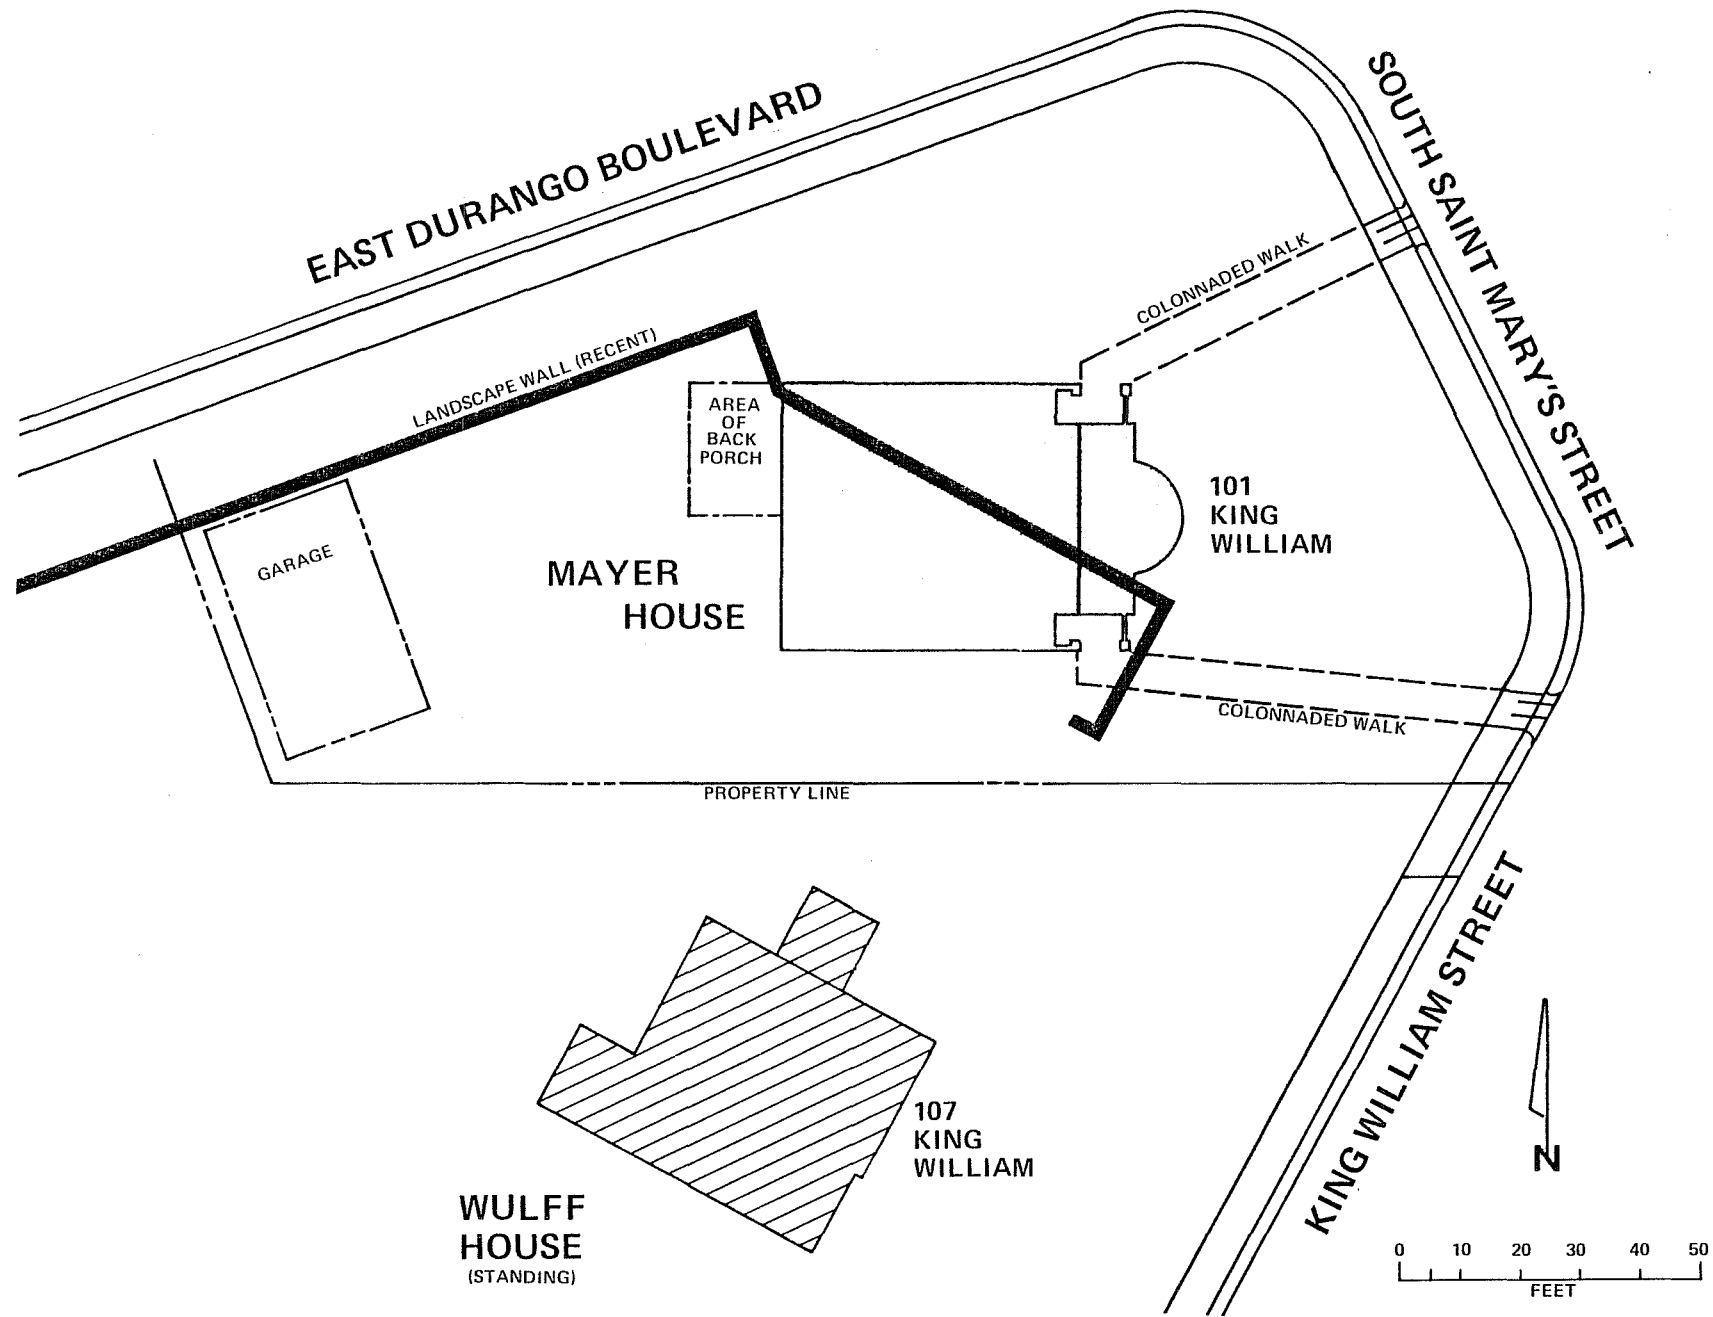 EAST DURANGO BOULEVARD
SOUTH SAINT MARY'S STREET
COLONNADED WALK
LANDSCAPE WALL (RECENT)
AREA
OF
BACK
PORCH
101
KING
WILLIAM
GARAGE
MAYER
HOUSE
COLONNADED WALK
PROPERTY LINE
KING WILLIAM STREET
107
KING
WILLIAM
WULFF
HOUSE
(STANDING)
N
0 10 20 30 40 50
FEET